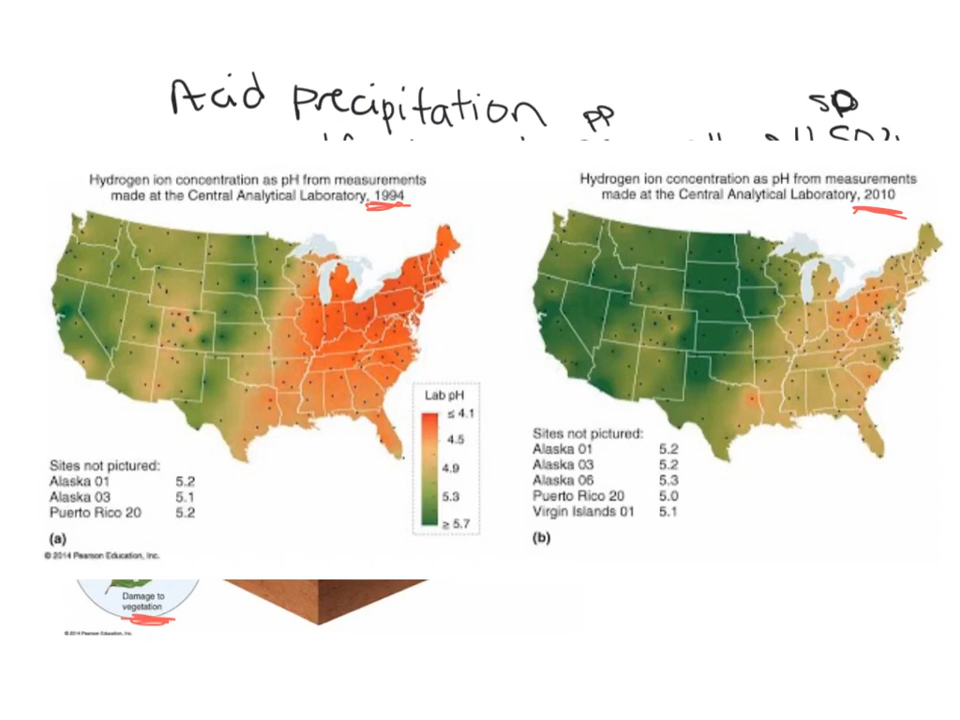 Acid precipitation pp
Hydrogen ion concentration as pH from measurements
made at the Central Analytical Laboratory, 1994
Sites not pictured:
Alaska 01 5.2
Alaska 03 5.1
Puerto Rico 20 5.2
(a)
© 2014 Pearson Education, Inc.
Lab pH
≤ 4.1
4.5
4.9
5.3
≥ 5.7
Hydrogen ion concentration as pH from measurements
made at the Central Analytical Laboratory, 2010
Sites not pictured:
Alaska 01 5.2
Alaska 03 5.2
Alaska 06 5.3
Puerto Rico 20 5.0
Virgin Islands 01 5.1
(b)
Damage to
vegetation
© 2014 Pearson Education, Inc.